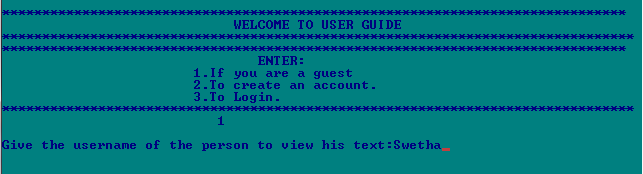 ******************************************************************************
WELCOME TO USER GUIDE
*******************************************************************************
******************************************************************************
ENTER:
1.If you are a guest
2.To create an account.
3.To Login.
*******************************************************************************
1
Give the username of the person to view his text:Swetha_